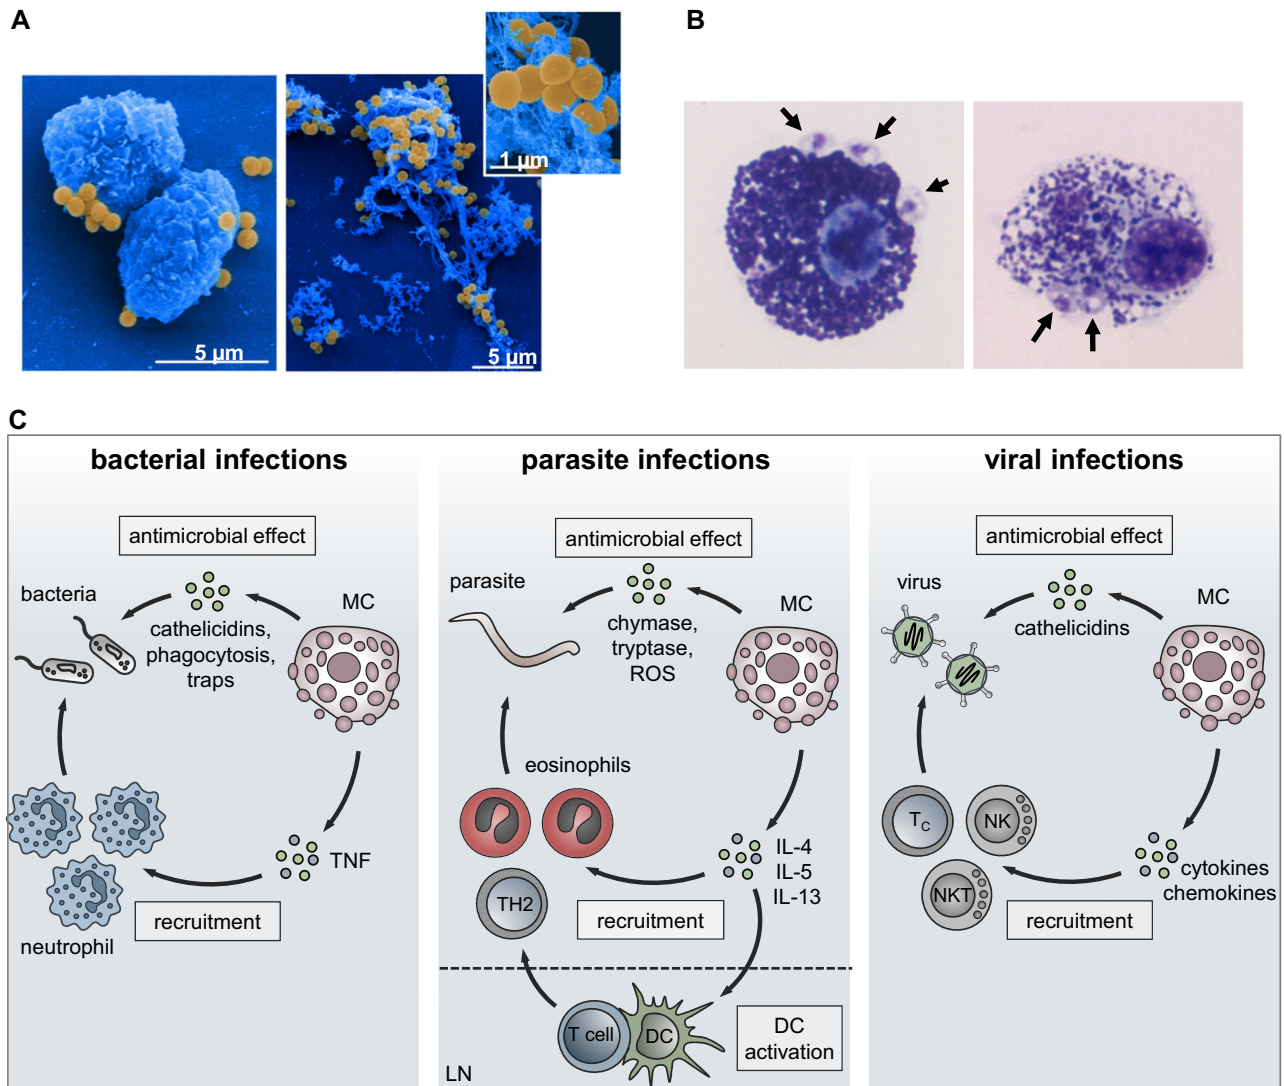 A
B
1 µm
5 µm
5 µm
C
bacterial infections
antimicrobial effect
bacteria
MC
cathelicidins,
phagocytosis,
traps
TNF
recruitment
neutrophil
parasite infections
antimicrobial effect
parasite
MC
chymase,
tryptase,
ROS
eosinophils
IL-4
IL-5
IL-13
TH2
recruitment
T cell
DC
DC
activation
LN
viral infections
antimicrobial effect
virus
MC
cathelicidins
TC
NK
NKT
cytokines
chemokines
recruitment